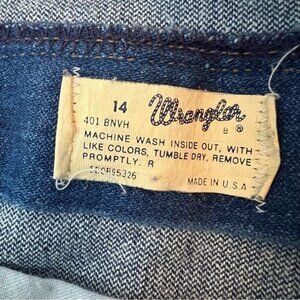 14 Wrangler
401 BNVH B ®
MACHINE WASH INSIDE OUT, WITH
LIKE COLORS, TUMBLE DRY, REMOVE
PROMPTLY. R
MADE IN U.S.A